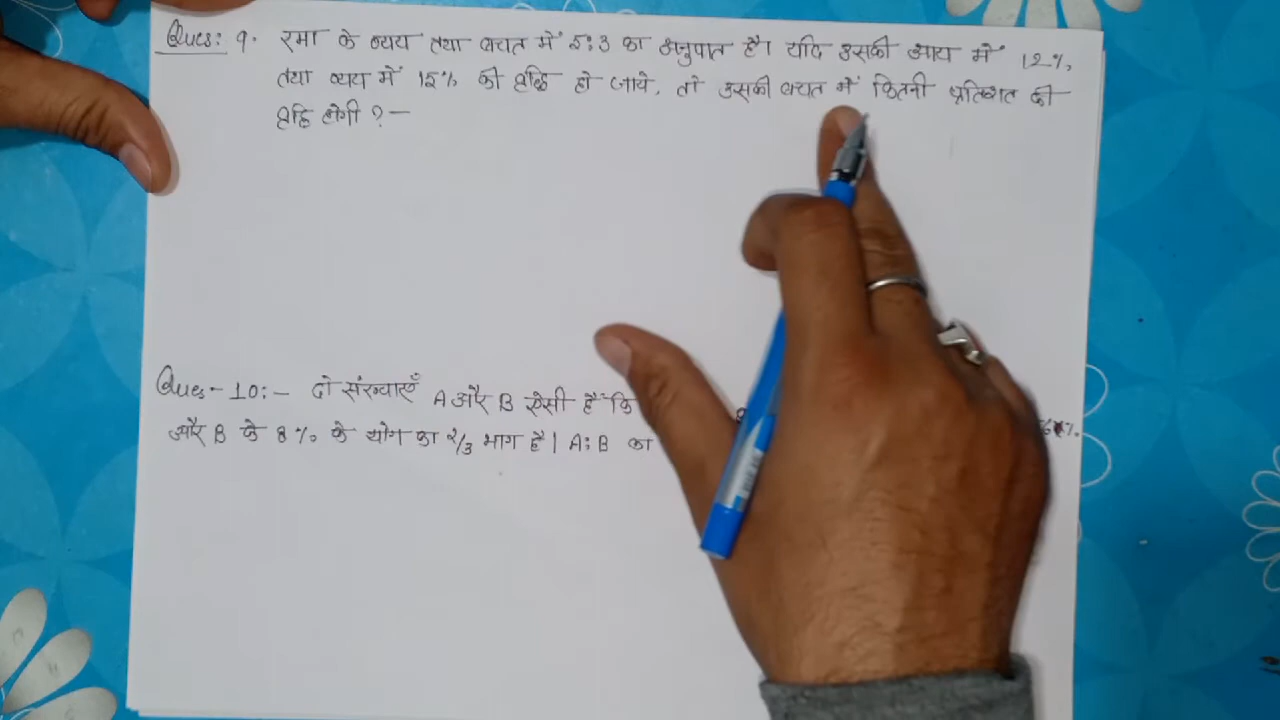 Ques: 9. रमा के व्यय तथा बचत में 5:3 का अनुपात है। यदि उसकी आय में 12%
तथा व्यय में 15% की वृद्धि हो जाये, तो उसकी बचत में कितनी प्रतिशत की
वृद्धि होगी ? —
Ques- 10:- दो संख्याएँ A और B ऐसी है कि
और B के 8% के योग का 2/3 भाग है | A:B का